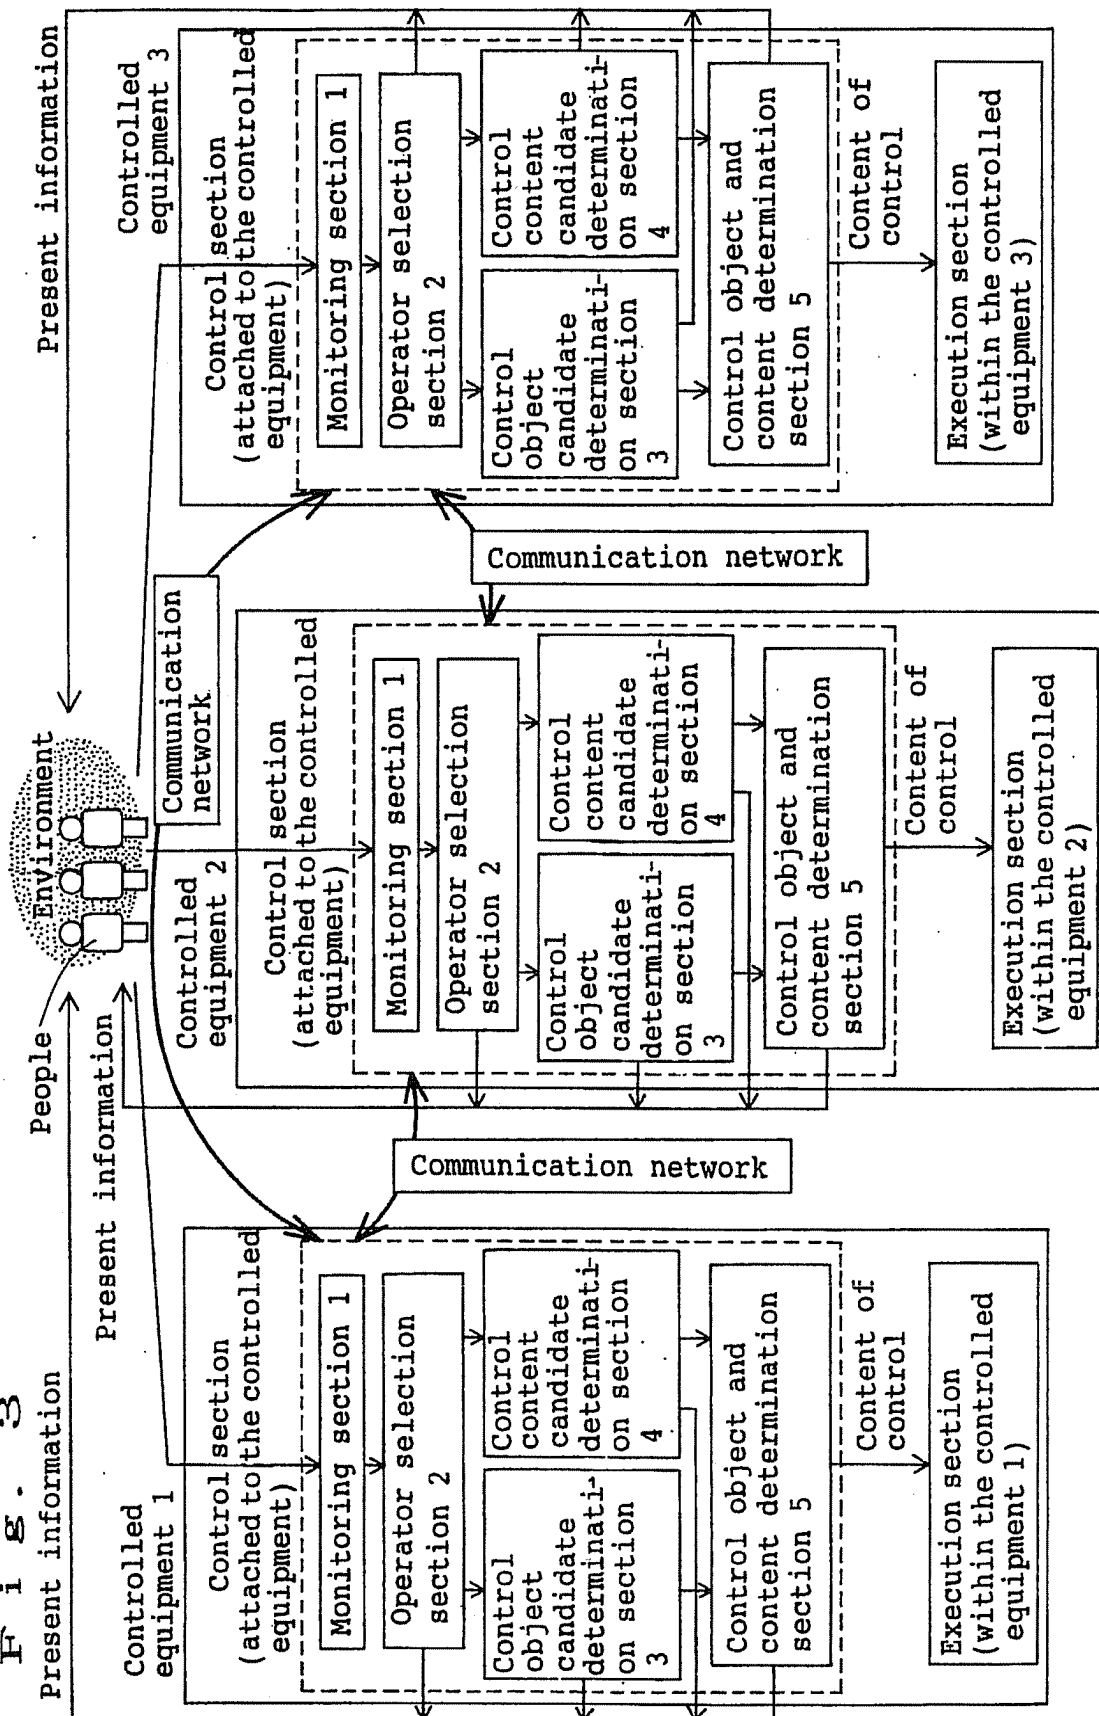 Fig. 3
Present information
People
Environment
Present information
Present information
Controlled
equipment 1
Control section
(attached to the controlled
equipment)
Monitoring section 1
Operator selection
section 2
Control
object
candidate
determinati-
on section
3
Control
content
candidate
determinati-
on section
4
Control object and
content determination
section 5
Content of
control
Execution section
(within the controlled
equipment 1)
Communication network
Controlled
equipment 2
Control section
(attached to the controlled
equipment)
Monitoring section 1
Operator selection
section 2
Control
object
candidate
determinati-
on section
3
Control
content
candidate
determinati-
on section
4
Control object and
content determination
section 5
Content of
control
Execution section
(within the controlled
equipment 2)
Communication
network
Communication network
Controlled
equipment 3
Control section
(attached to the controlled
equipment)
Monitoring section 1
Operator selection
section 2
Control
object
candidate
determinati-
on section
3
Control
content
candidate
determinati-
on section
4
Control object and
content determination
section 5
Content of
control
Execution section
(within the controlled
equipment 3)